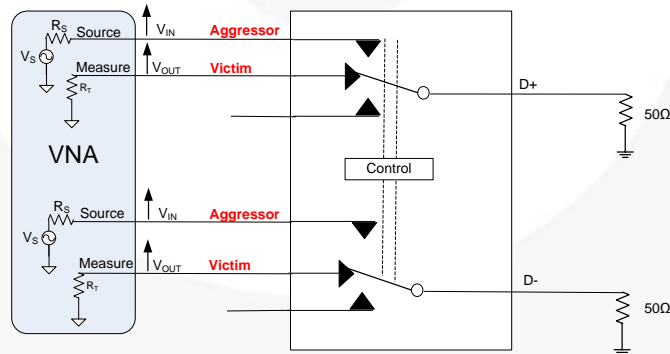 RS Source VIN Aggressor
VS
Measure VOUT Victim
RT
D+
50Ω
VNA
Control
RS Source VIN Aggressor
VS
Measure VOUT Victim
RT
D-
50Ω